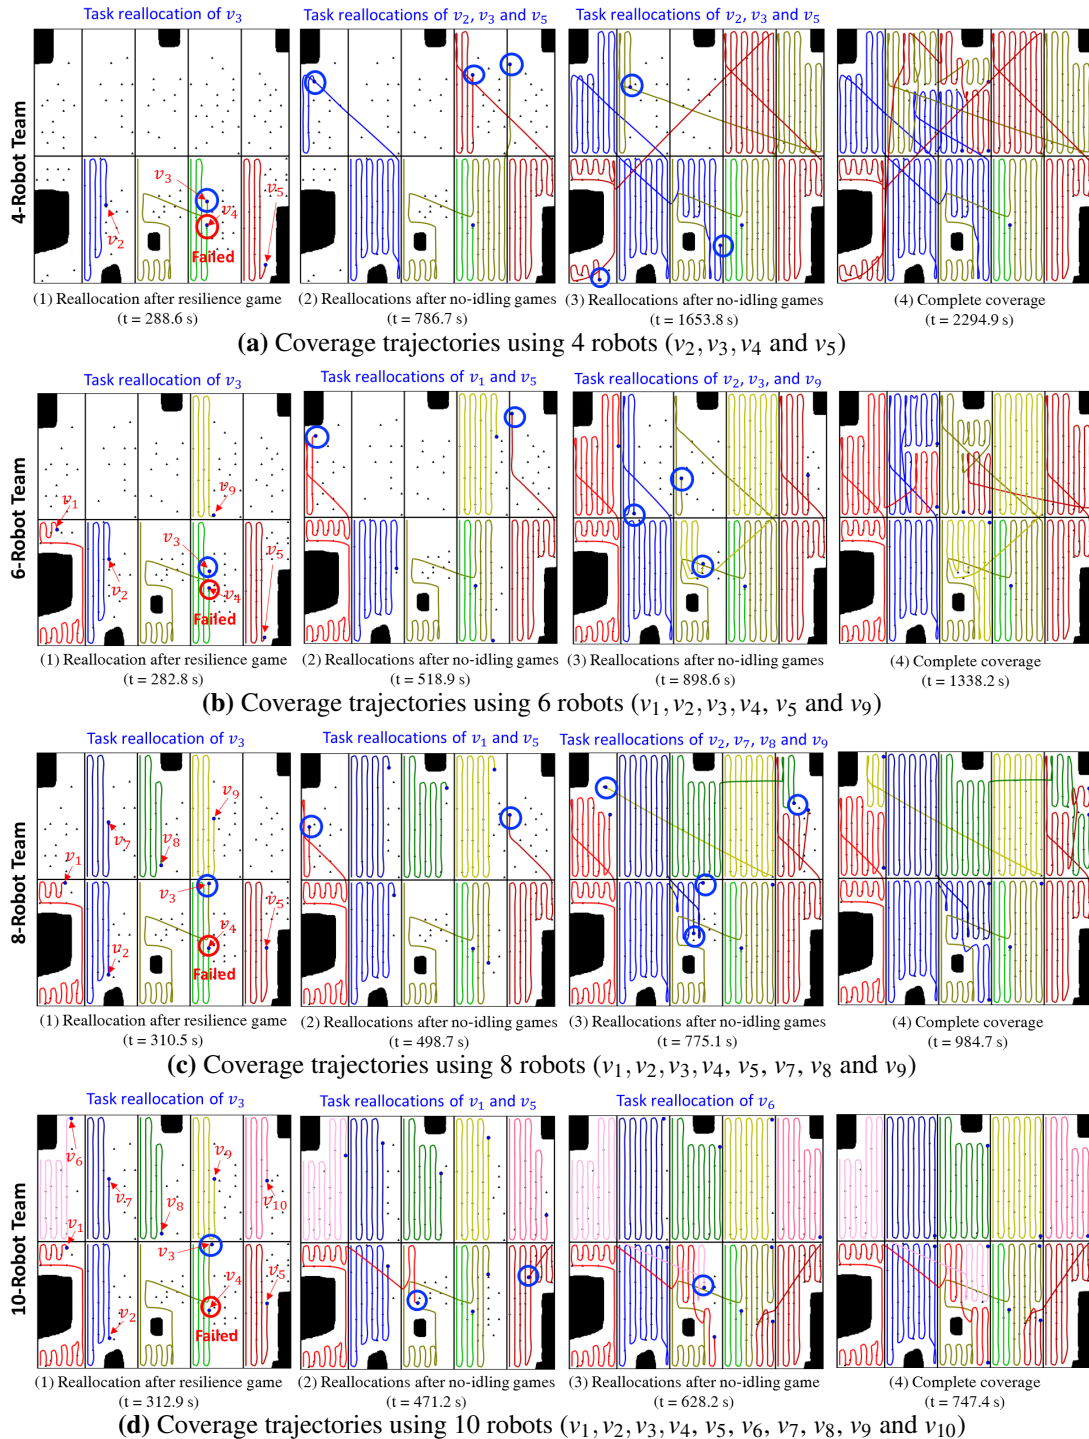 Task reallocation of v3
Task reallocations of v2, v3 and v5
Task reallocations of v2, v3 and v5
4-Robot Team
v3
v5
v4
v2
Failed
(1) Reallocation after resilience game
(t = 288.6 s)
(2) Reallocations after no-idling games
(t = 786.7 s)
(3) Reallocations after no-idling games
(t = 1653.8 s)
(4) Complete coverage
(t = 2294.9 s)
(a) Coverage trajectories using 4 robots (v2, v3, v4 and v5)
Task reallocation of v3
Task reallocations of v1 and v5
Task reallocations of v2, v3, and v9
6-Robot Team
v1
v9
v3
v5
v2
v4
Failed
(1) Reallocation after resilience game
(t = 282.8 s)
(2) Reallocations after no-idling games
(t = 518.9 s)
(3) Reallocations after no-idling games
(t = 898.6 s)
(4) Complete coverage
(t = 1338.2 s)
(b) Coverage trajectories using 6 robots (v1, v2, v3, v4, v5 and v9)
Task reallocation of v3
Task reallocations of v1 and v5
Task reallocations of v2, v7, v8 and v9
8-Robot Team
v9
v7
v8
v1
v3
v4
v5
v2
Failed
(1) Reallocation after resilience game
(t = 310.5 s)
(2) Reallocations after no-idling games
(t = 498.7 s)
(3) Reallocations after no-idling games
(t = 775.1 s)
(4) Complete coverage
(t = 984.7 s)
(c) Coverage trajectories using 8 robots (v1, v2, v3, v4, v5, v7, v8 and v9)
Task reallocation of v3
Task reallocations of v1 and v5
Task reallocation of v6
10-Robot Team
v6
v9
v7
v8
v10
v1
v3
v4
v5
v2
Failed
(1) Reallocation after resilience game
(t = 312.9 s)
(2) Reallocations after no-idling games
(t = 471.2 s)
(3) Reallocations after no-idling game
(t = 628.2 s)
(4) Complete coverage
(t = 747.4 s)
(d) Coverage trajectories using 10 robots (v1, v2, v3, v4, v5, v6, v7, v8, v9 and v10)